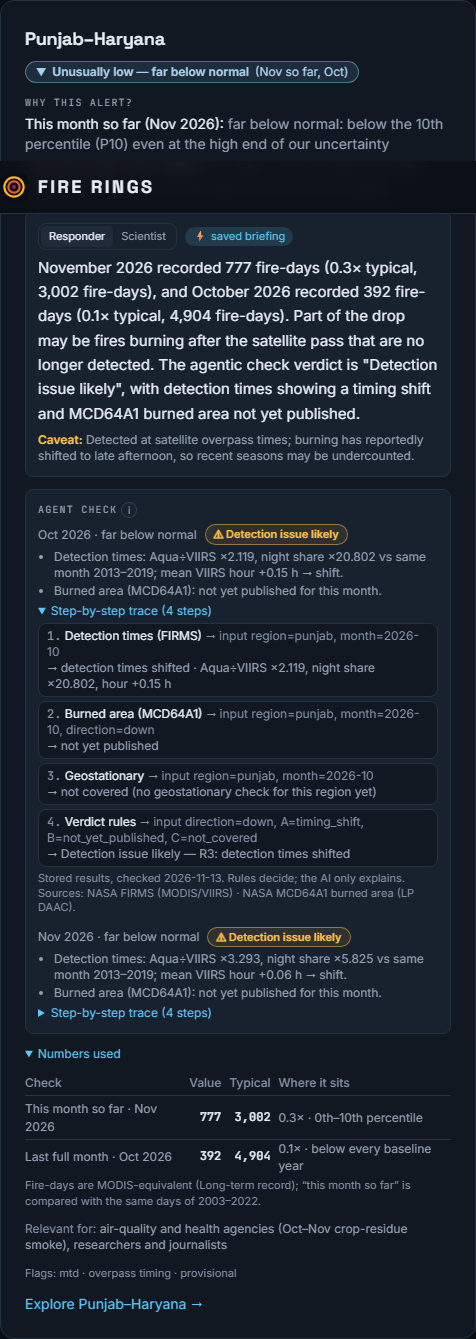 Punjab–Haryana
▼ Unusually low — far below normal (Nov so far, Oct)
WHY THIS ALERT?
This month so far (Nov 2026): far below normal: below the 10th
percentile (P10) even at the high end of our uncertainty
FIRE RINGS
Responder Scientist saved briefing
November 2026 recorded 777 fire-days (0.3× typical,
3,002 fire-days), and October 2026 recorded 392 fire-
days (0.1× typical, 4,904 fire-days). Part of the drop
may be fires burning after the satellite pass that are no
longer detected. The agentic check verdict is "Detection
issue likely", with detection times showing a timing shift
and MCD64A1 burned area not yet published.
Caveat: Detected at satellite overpass times; burning has reportedly
shifted to late afternoon, so recent seasons may be undercounted.
AGENT CHECK i
Oct 2026 · far below normal ⚠ Detection issue likely
• Detection times: Aqua÷VIIRS ×2.119, night share ×20.802 vs same
month 2013–2019; mean VIIRS hour +0.15 h → shift.
• Burned area (MCD64A1): not yet published for this month.
▼ Step-by-step trace (4 steps)
1. Detection times (FIRMS) → input region=punjab, month=2026-
10
→ detection times shifted · Aqua÷VIIRS ×2.119, night share
×20.802, hour +0.15 h
2. Burned area (MCD64A1) → input region=punjab, month=2026-
10, direction=down
→ not yet published
3. Geostationary → input region=punjab, month=2026-10
→ not covered (no geostationary check for this region yet)
4. Verdict rules → input direction=down, A=timing_shift,
B=not_yet_published, C=not_covered
→ Detection issue likely — R3: detection times shifted
Stored results, checked 2026-11-13. Rules decide; the AI only explains.
Sources: NASA FIRMS (MODIS/VIIRS) · NASA MCD64A1 burned area (LP
DAAC).
Nov 2026 · far below normal ⚠ Detection issue likely
• Detection times: Aqua÷VIIRS ×3.293, night share ×5.825 vs same
month 2013–2019; mean VIIRS hour +0.06 h → shift.
• Burned area (MCD64A1): not yet published for this month.
▶ Step-by-step trace (4 steps)
▼ Numbers used
Check Value Typical Where it sits
This month so far · Nov
2026 777 3,002 0.3× · 0th–10th percentile
Last full month · Oct 2026 392 4,904 0.1× · below every baseline
year
Fire-days are MODIS-equivalent (Long-term record); “this month so far” is
compared with the same days of 2003–2022.
Relevant for: air-quality and health agencies (Oct–Nov crop-residue
smoke), researchers and journalists
Flags: mtd · overpass timing · provisional
Explore Punjab–Haryana →